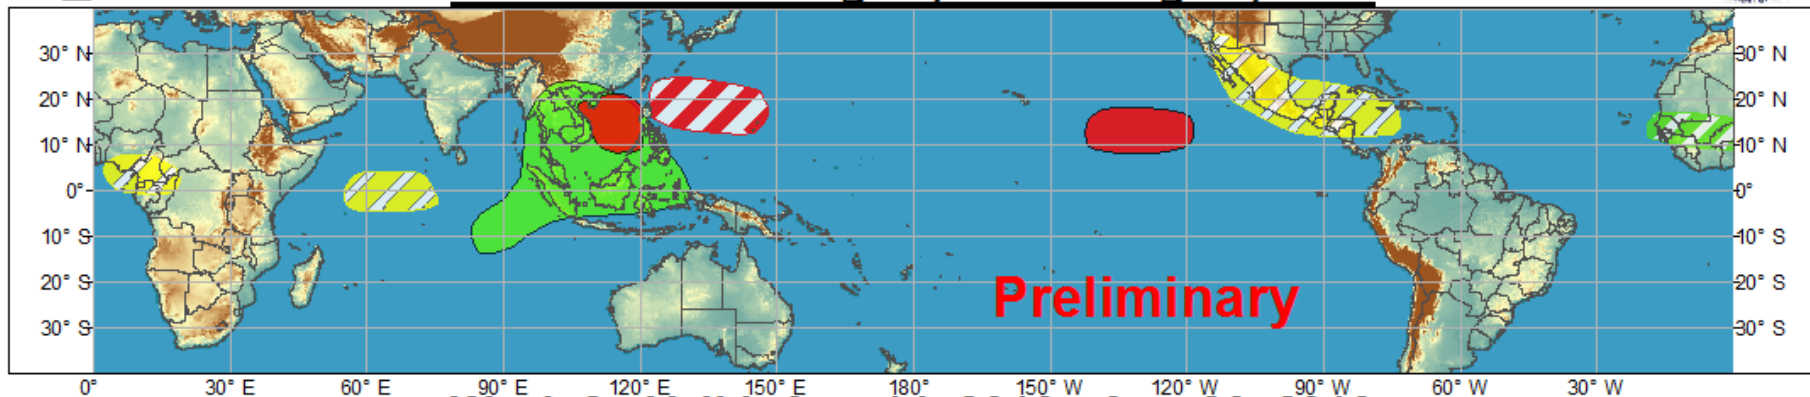 30° N 30° N
20° N 20° N
10° N 10° N
0° 0°
10° S 10° S
20° S Preliminary 20° S
30° S 30° S
0° 30° E 60° E 90° E 120° E 150° E 180° 150° W 120° W 90° W 60° W 30° W